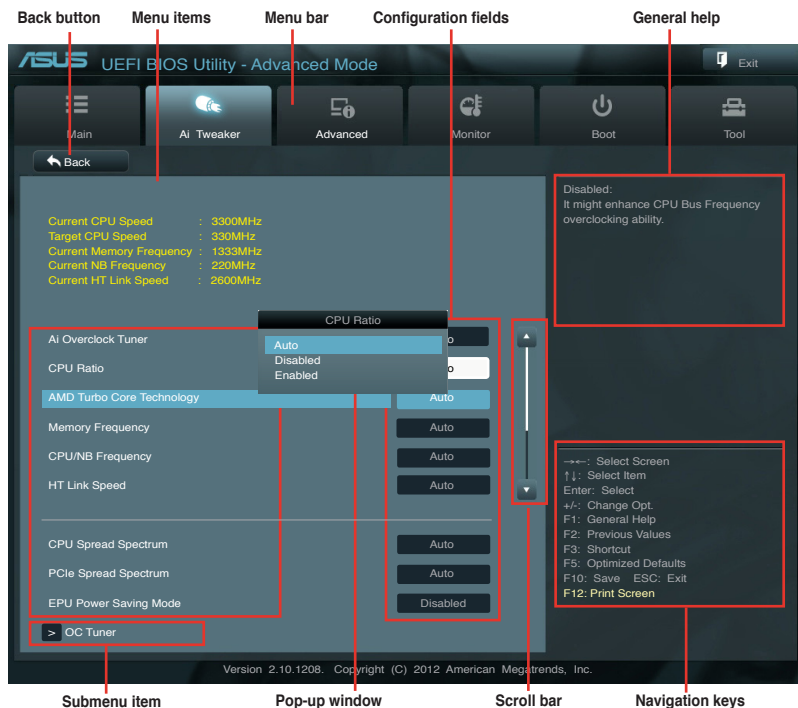 Back button Menu items Menu bar Configuration fields General help
ASUS UEFI BIOS Utility - Advanced Mode Exit
Main Ai Tweaker Advanced Monitor Boot Tool
Back
Current CPU Speed : 3300MHz
Target CPU Speed : 330MHz
Current Memory Frequency : 1333MHz
Current NB Frequency : 220MHz
Current HT Link Speed : 2600MHz
Disabled:
It might enhance CPU Bus Frequency
overclocking ability.
CPU Ratio
Auto
Disabled
Enabled
Ai Overclock Tuner o
CPU Ratio o
AMD Turbo Core Technology Auto
Memory Frequency Auto
CPU/NB Frequency Auto
HT Link Speed Auto
CPU Spread Spectrum Auto
PCIe Spread Spectrum Auto
EPU Power Saving Mode Disabled
> OC Tuner
→←: Select Screen
↑↓: Select Item
Enter: Select
+/-: Change Opt.
F1: General Help
F2: Previous Values
F3: Shortcut
F5: Optimized Defaults
F10: Save ESC: Exit
F12: Print Screen
Version 2.10.1208. Copyright (C) 2012 American Megatrends, Inc.
Submenu item Pop-up window Scroll bar Navigation keys